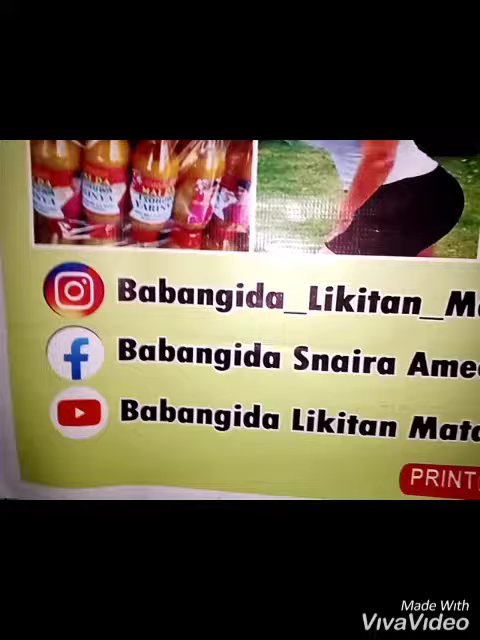 Babangida_Likitan_M
Babangida Snaira Ame
Babangida Likitan Mat
PRINT
Made With
VivaVideo